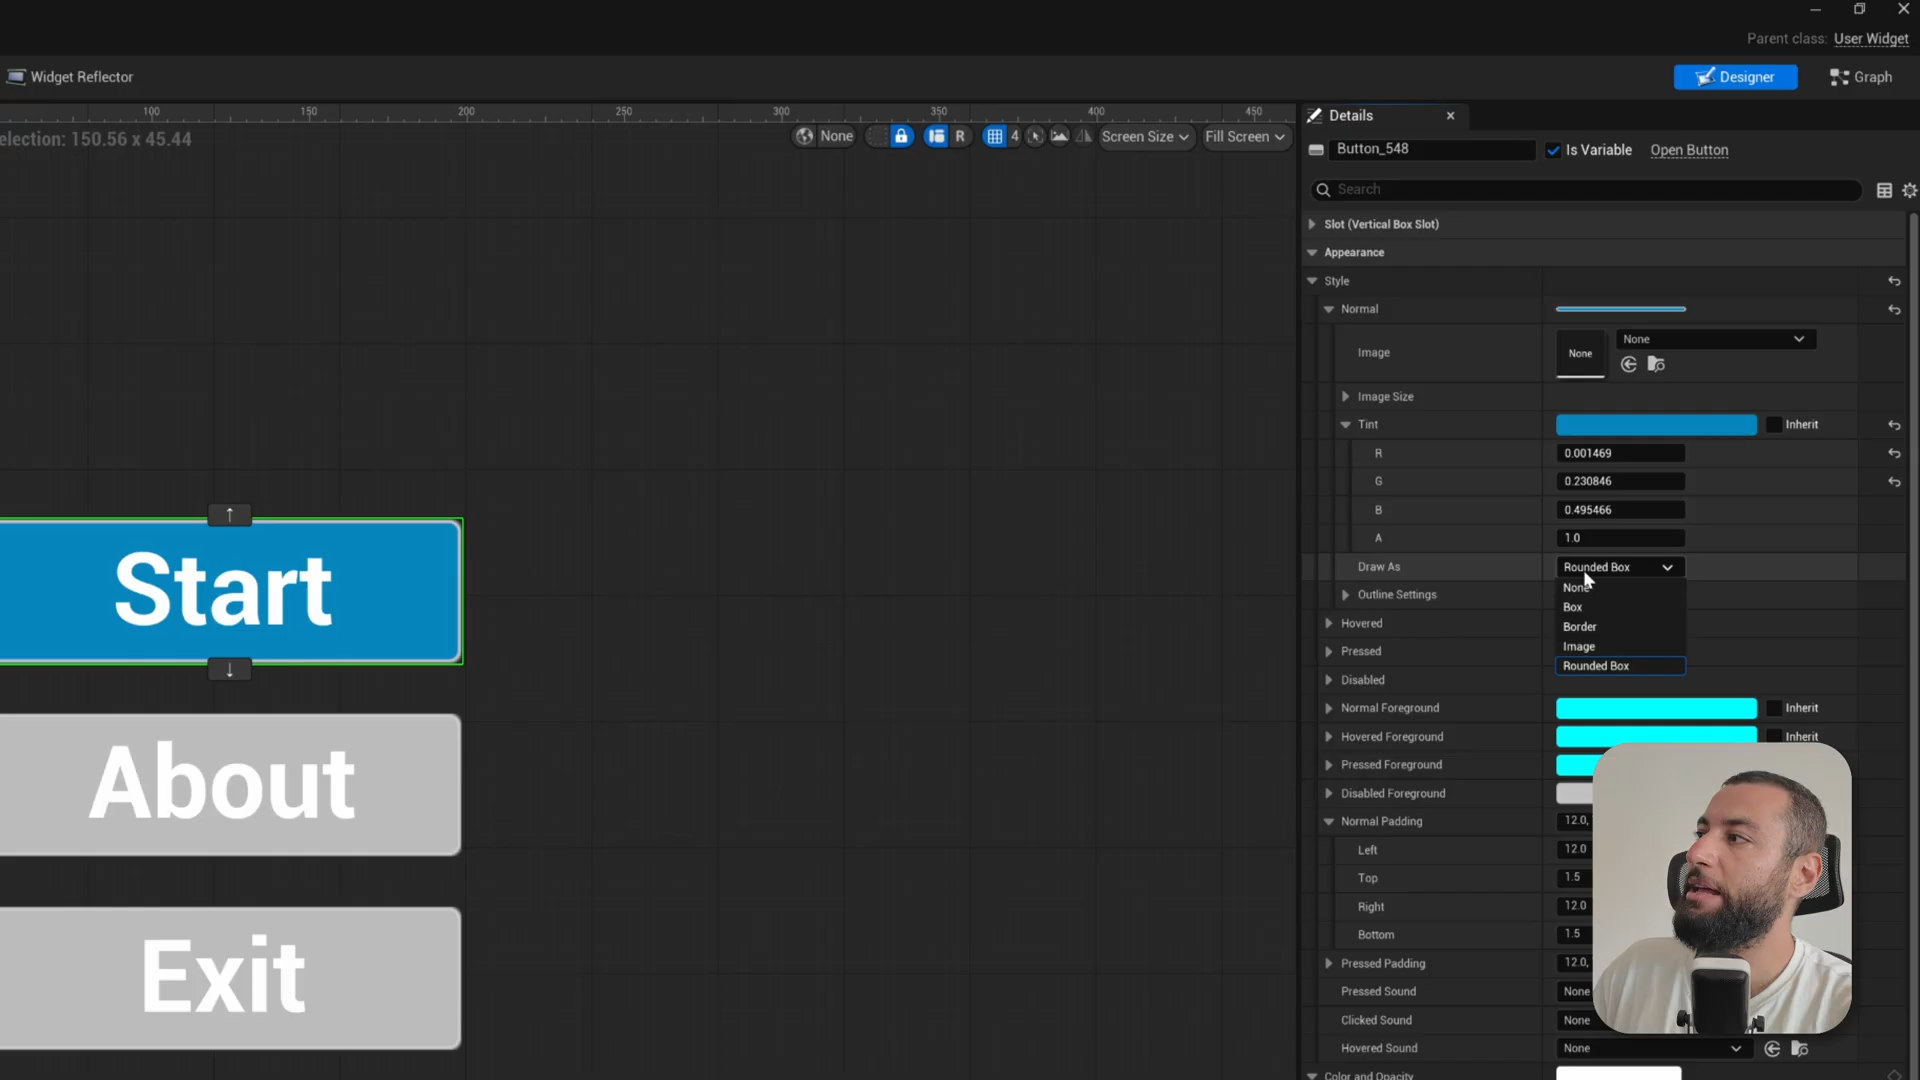 Parent class: User Widget
Widget Reflector
Designer
Graph
100 150 200 250 300 350 400 450
election: 150.56 x 45.44
None
R
4
Screen Size
Fill Screen
Details
Button_548
Is Variable
Open Button
Search
Slot (Vertical Box Slot)
Appearance
Style
Normal
Image
None
None
Image Size
Tint
Inherit
R 0.001469
G 0.230846
B 0.495466
A 1.0
Draw As Rounded Box
None
Box
Border
Image
Rounded Box
Outline Settings
Hovered
Pressed
Disabled
Normal Foreground Inherit
Hovered Foreground Inherit
Pressed Foreground
Disabled Foreground
Normal Padding 12.0,
Left 12.0
Top 1.5
Right 12.0
Bottom 1.5
Pressed Padding 12.0,
Pressed Sound None
Clicked Sound None
Hovered Sound None
Color and Opacity
Start
About
Exit